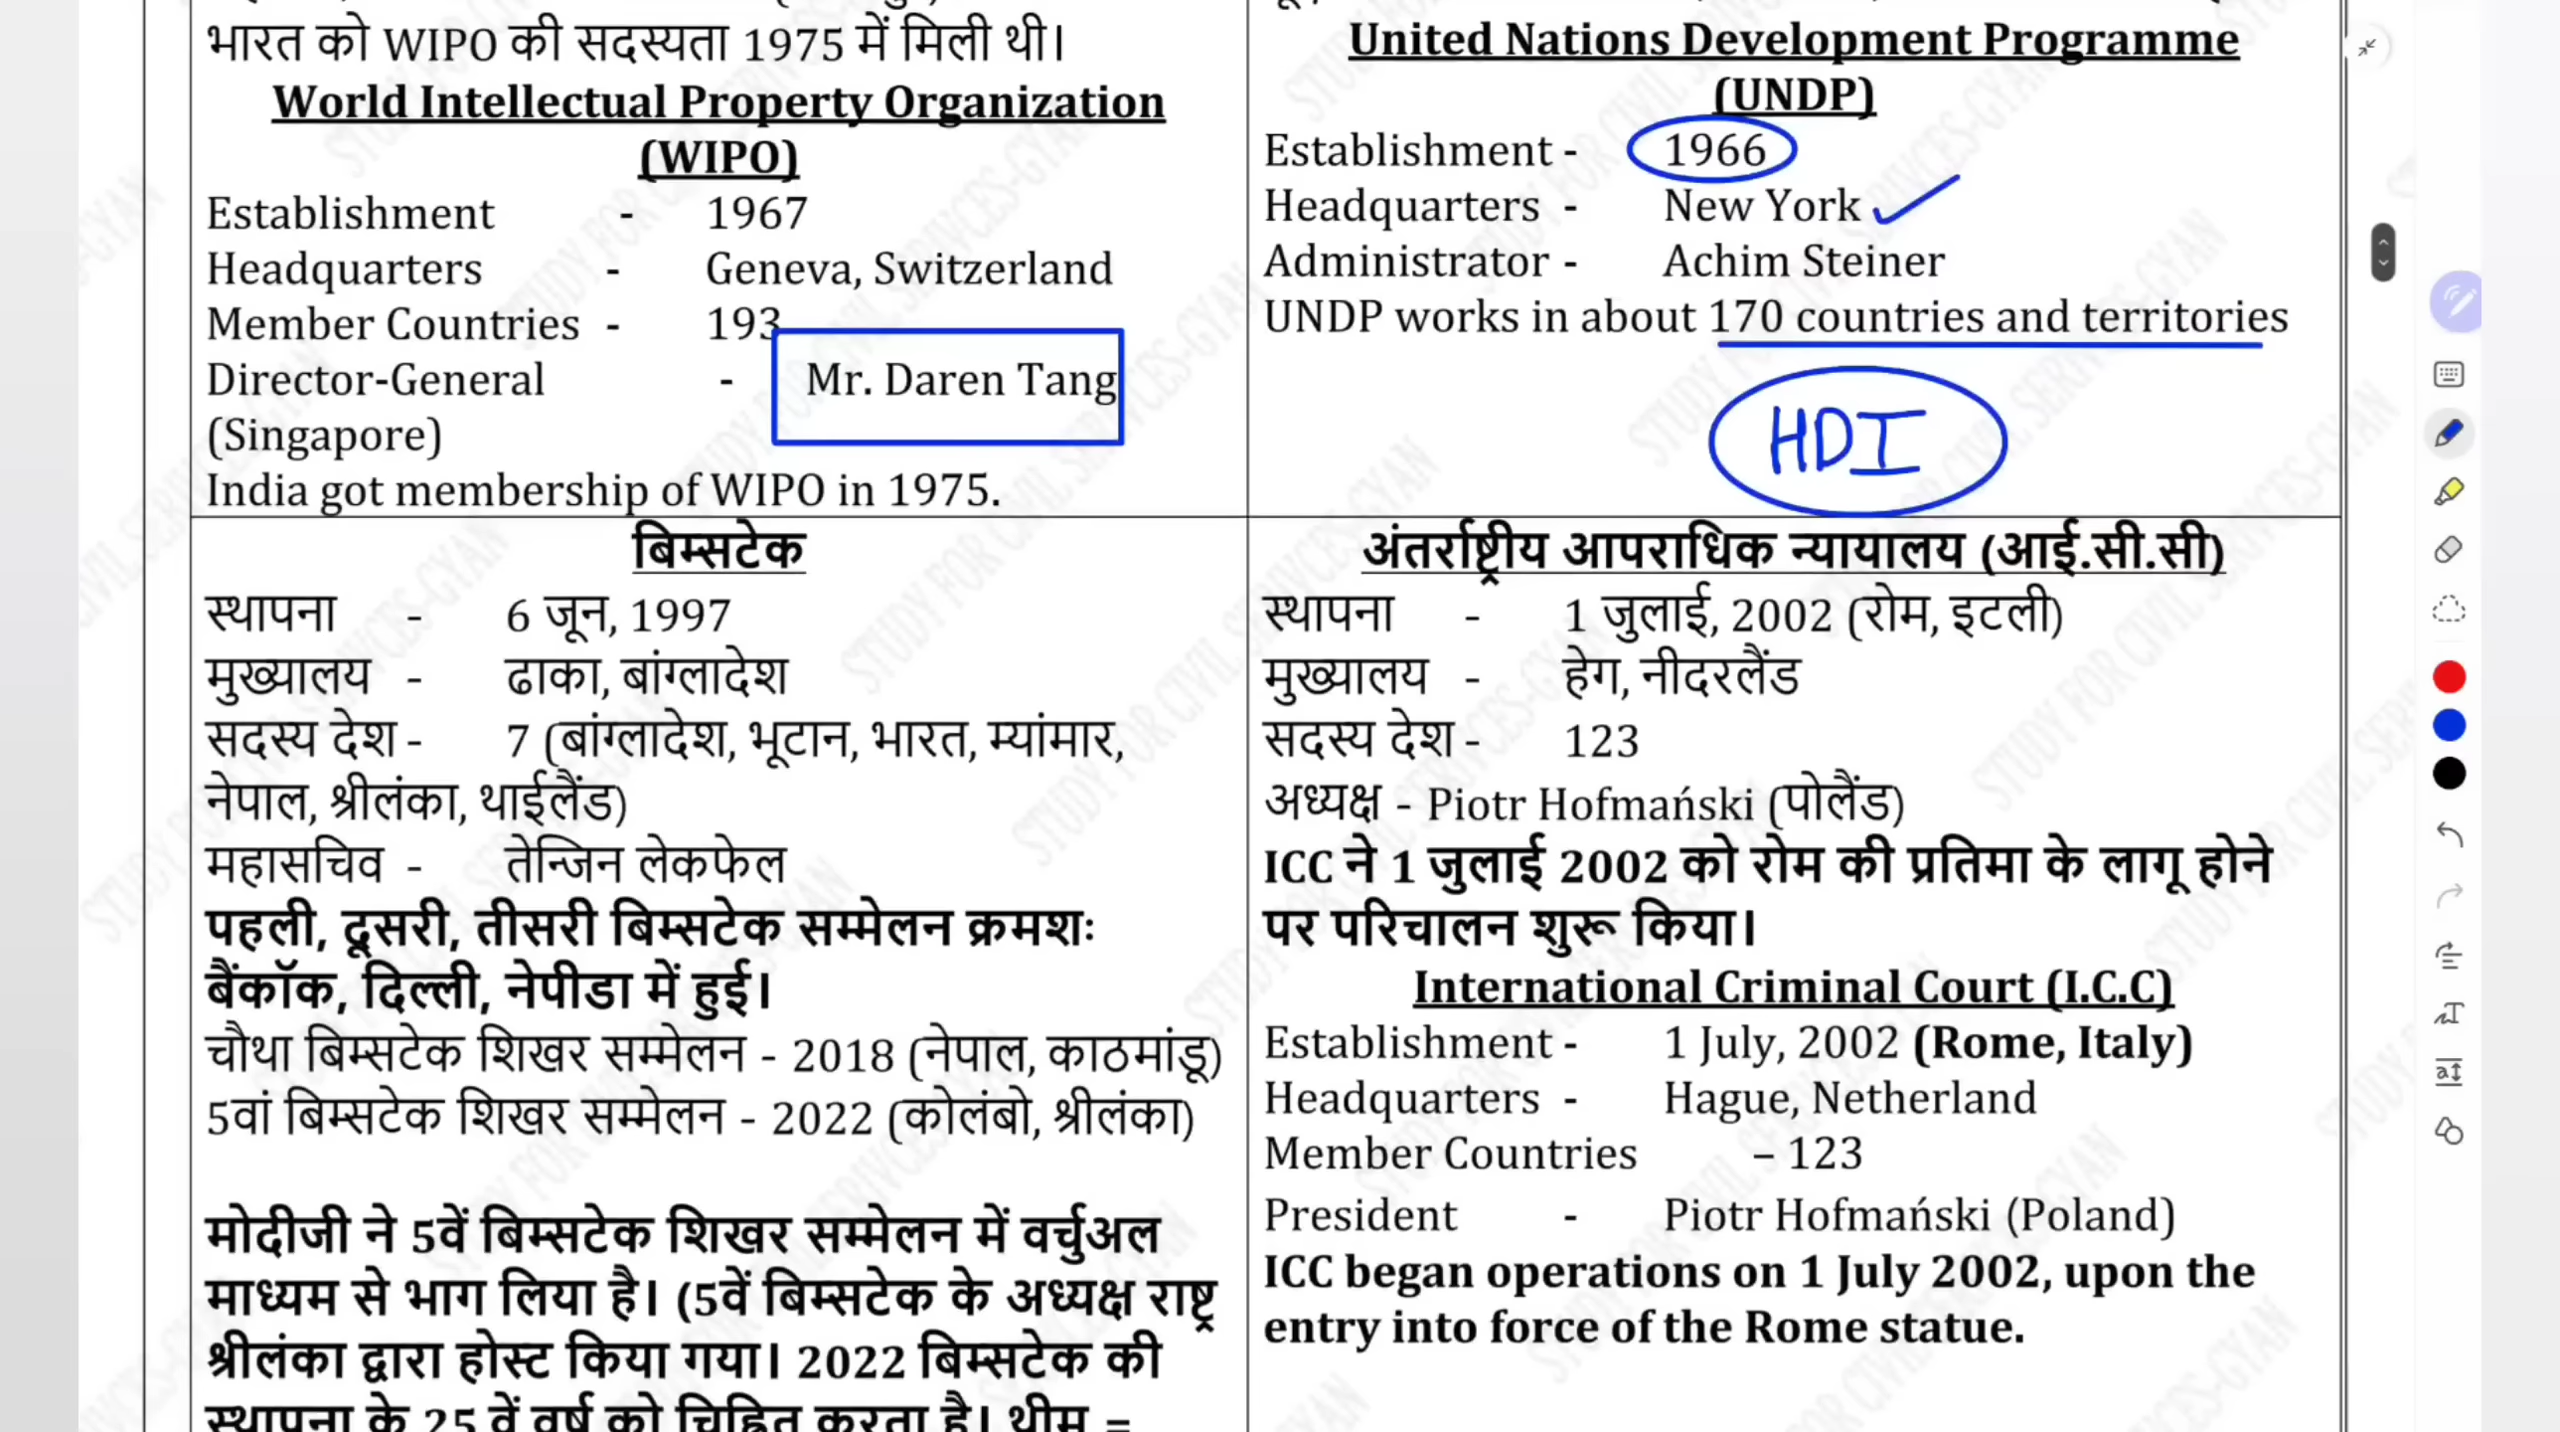 भारत को WIPO की सदस्यता 1975 में मिली थी।
World Intellectual Property Organization
(WIPO)
Establishment - 1967
Headquarters - Geneva, Switzerland
Member Countries - 193
Director-General - Mr. Daren Tang
(Singapore)
India got membership of WIPO in 1975.
United Nations Development Programme
(UNDP)
Establishment - 1966
Headquarters - New York
Administrator - Achim Steiner
UNDP works in about 170 countries and territories
HDI
बिम्सटेक
स्थापना - 6 जून, 1997
मुख्यालय - ढाका, बांग्लादेश
सदस्य देश - 7 (बांग्लादेश, भूटान, भारत, म्यांमार,
नेपाल, श्रीलंका, थाईलैंड)
महासचिव - तेन्जिन लेकफेल
पहली, दूसरी, तीसरी बिम्सटेक सम्मेलन क्रमशः
बैंकॉक, दिल्ली, नेपीडा में हुई।
चौथा बिम्सटेक शिखर सम्मेलन - 2018 (नेपाल, काठमांडू)
5वां बिम्सटेक शिखर सम्मेलन - 2022 (कोलंबो, श्रीलंका)
मोदीजी ने 5वें बिम्सटेक शिखर सम्मेलन में वर्चुअल
माध्यम से भाग लिया है। (5वें बिम्सटेक के अध्यक्ष राष्ट्र
श्रीलंका द्वारा होस्ट किया गया। 2022 बिम्सटेक की
स्थापना के 25 वें वर्ष को चिह्नित करता है। थीम =
अंतर्राष्ट्रीय आपराधिक न्यायालय (आई.सी.सी)
स्थापना - 1 जुलाई, 2002 (रोम, इटली)
मुख्यालय - हेग, नीदरलैंड
सदस्य देश - 123
अध्यक्ष - Piotr Hofmański (पोलैंड)
ICC ने 1 जुलाई 2002 को रोम की प्रतिमा के लागू होने
पर परिचालन शुरू किया।
International Criminal Court (I.C.C)
Establishment - 1 July, 2002 (Rome, Italy)
Headquarters - Hague, Netherland
Member Countries – 123
President - Piotr Hofmański (Poland)
ICC began operations on 1 July 2002, upon the
entry into force of the Rome statue.